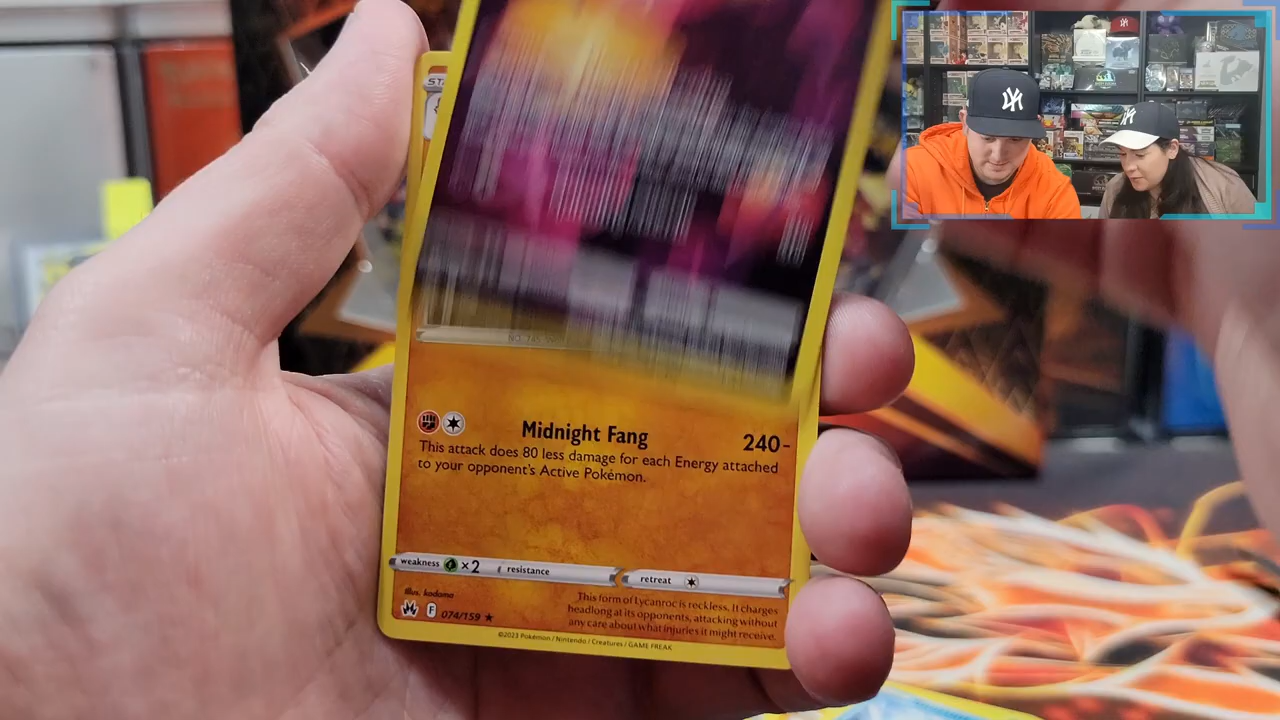 Midnight Fang 240-
This attack does 80 less damage for each Energy attached
to your opponent's Active Pokémon.
weakness ×2 resistance retreat
Illus. kodama
F 074/159 ★
This form of Lycanroc is reckless. It charges
headlong at its opponents, attacking without
any care about what injuries it might receive.
©2023 Pokémon / Nintendo / Creatures / GAME FREAK